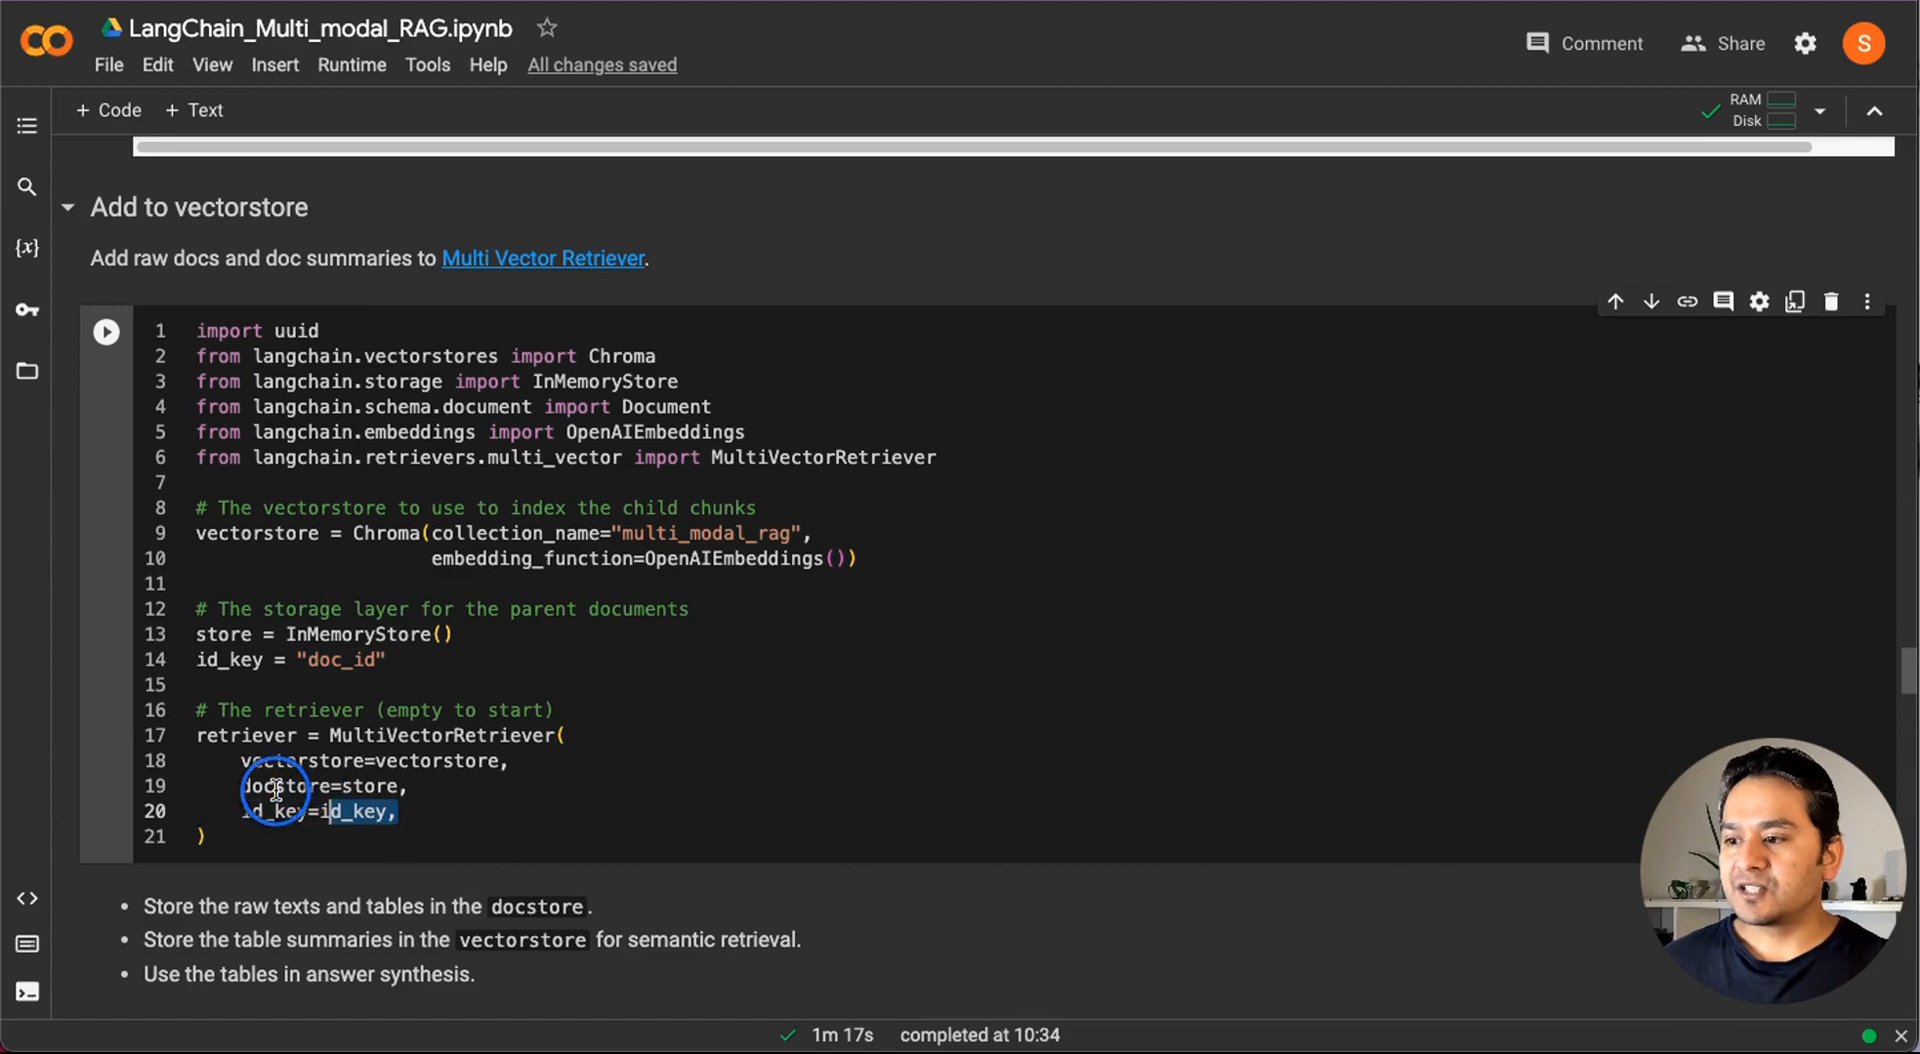 LangChain_Multi_modal_RAG.ipynb
Comment
Share
S
File Edit View Insert Runtime Tools Help All changes saved
+ Code + Text
RAM
Disk
Add to vectorstore
Add raw docs and doc summaries to Multi Vector Retriever.
1 import uuid
2 from langchain.vectorstores import Chroma
3 from langchain.storage import InMemoryStore
4 from langchain.schema.document import Document
5 from langchain.embeddings import OpenAIEmbeddings
6 from langchain.retrievers.multi_vector import MultiVectorRetriever
7
8 # The vectorstore to use to index the child chunks
9 vectorstore = Chroma(collection_name="multi_modal_rag",
10 embedding_function=OpenAIEmbeddings())
11
12 # The storage layer for the parent documents
13 store = InMemoryStore()
14 id_key = "doc_id"
15
16 # The retriever (empty to start)
17 retriever = MultiVectorRetriever(
18 vectorstore=vectorstore,
19 docstore=store,
20 id_key=id_key,
21 )
• Store the raw texts and tables in the docstore.
• Store the table summaries in the vectorstore for semantic retrieval.
• Use the tables in answer synthesis.
1m 17s completed at 10:34